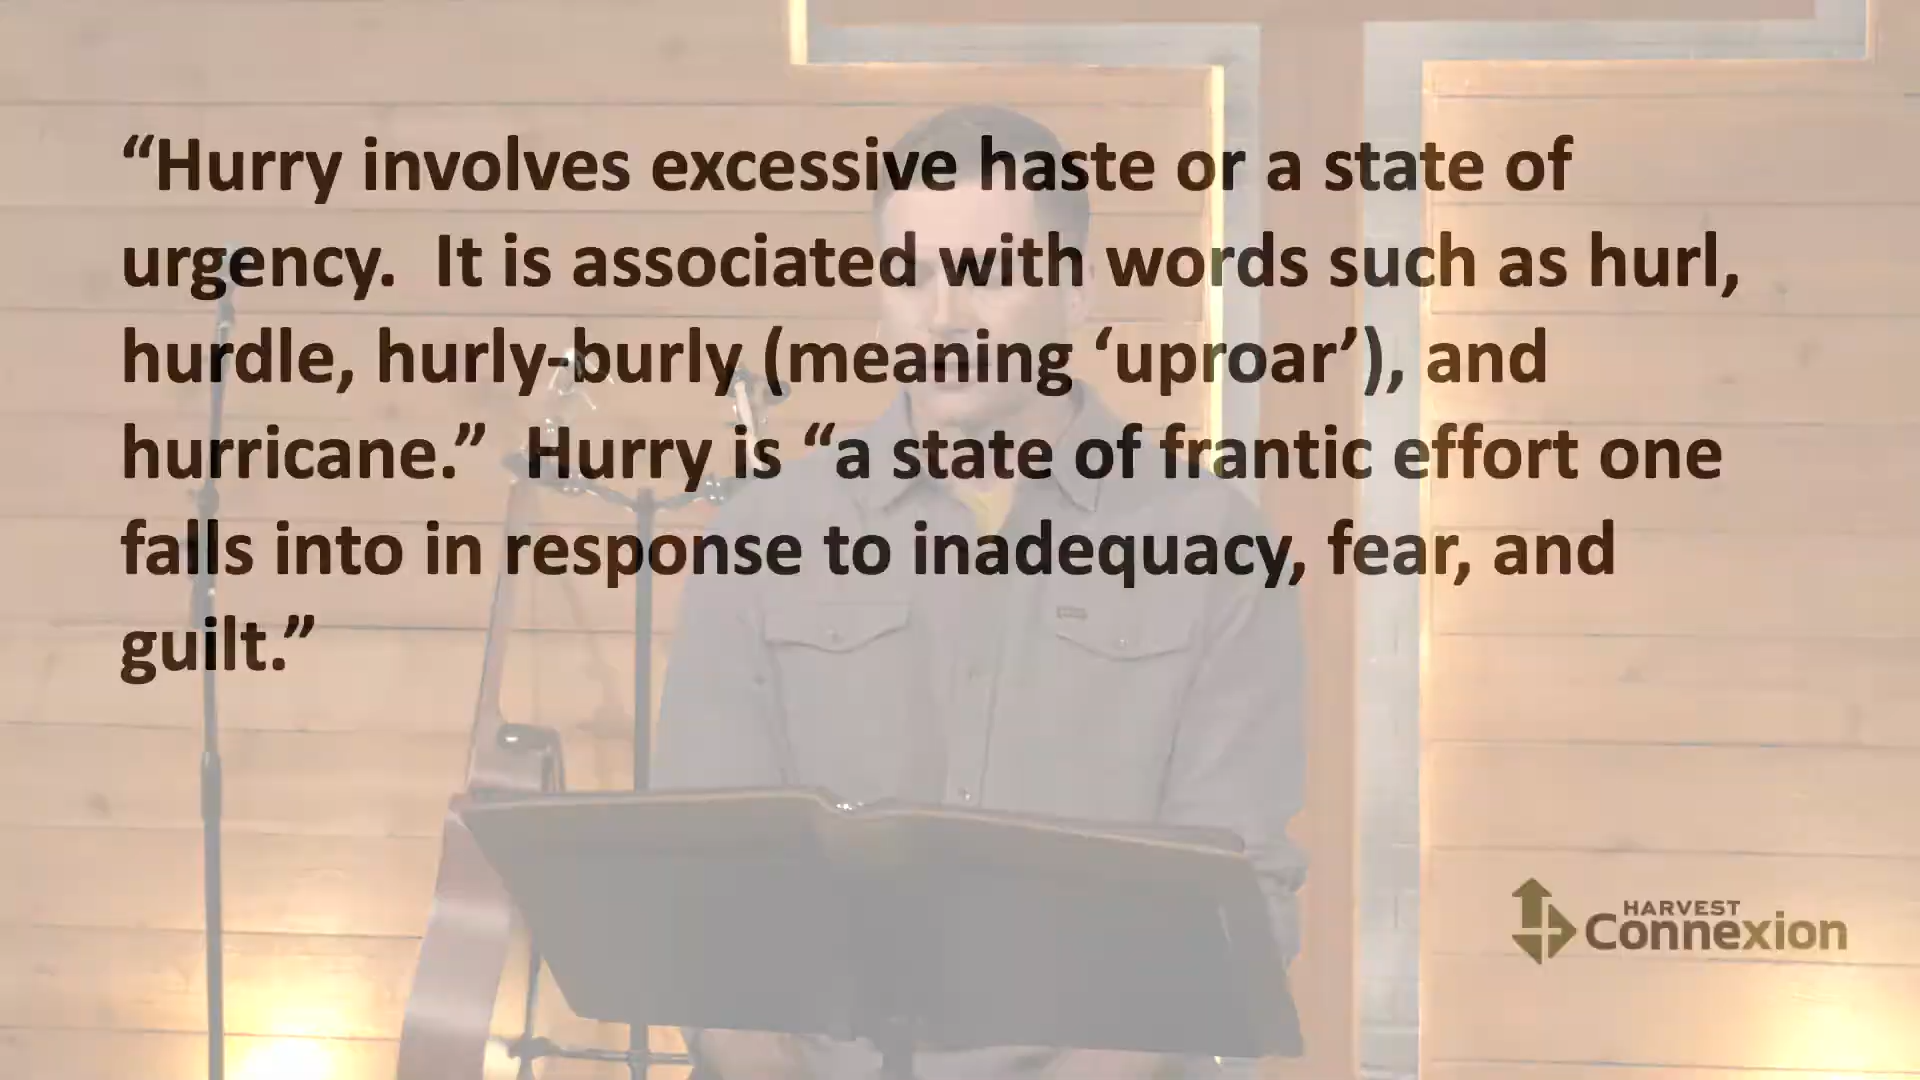 “Hurry involves excessive haste or a state of
urgency.  It is associated with words such as hurl,
hurdle, hurly-burly (meaning ‘uproar’), and
hurricane.”  Hurry is “a state of frantic effort one
falls into in response to inadequacy, fear, and
guilt.”
HARVEST
Connexion